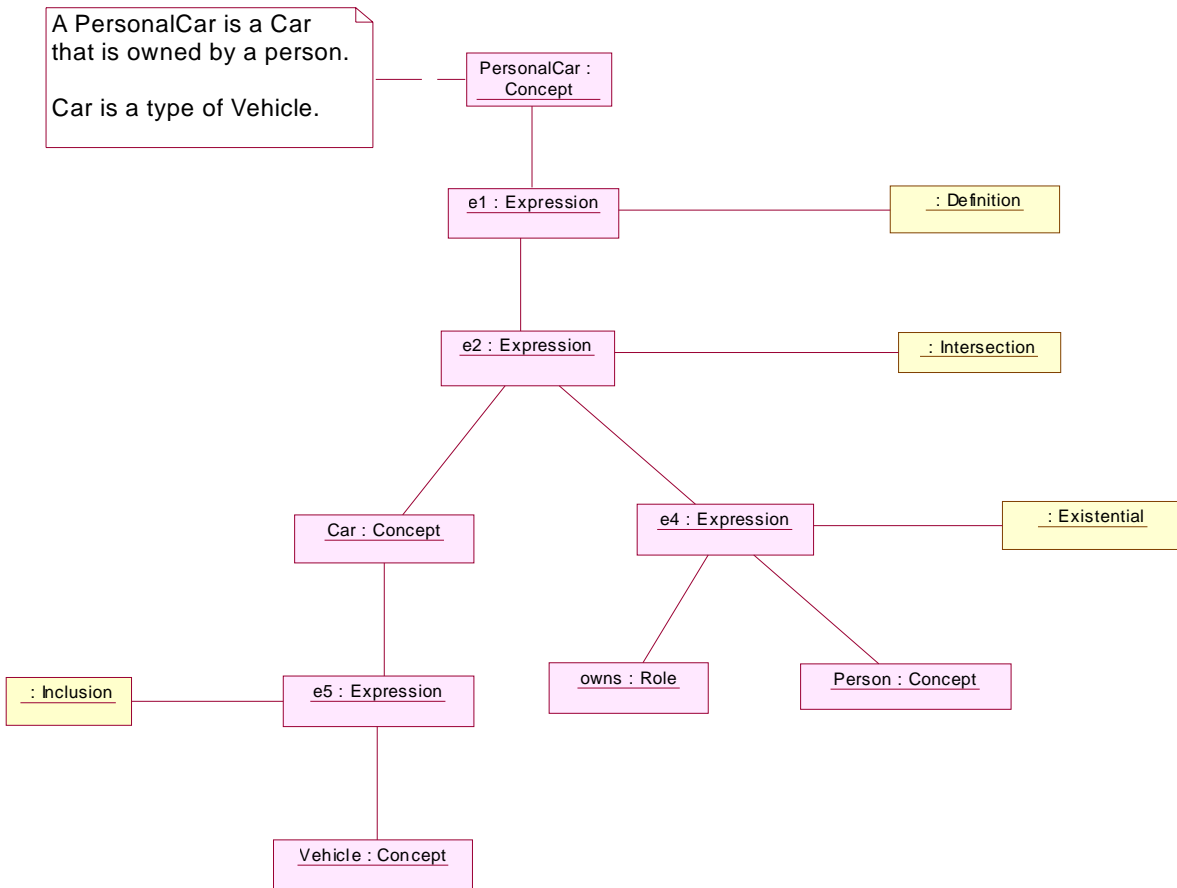 A PersonalCar is a Car
that is owned by a person.
Car is a type of Vehicle.
PersonalCar :
Concept
e1 : Expression
: Definition
e2 : Expression
: Intersection
Car : Concept
e4 : Expression
: Existential
owns : Role
Person : Concept
: Inclusion
e5 : Expression
Vehicle : Concept